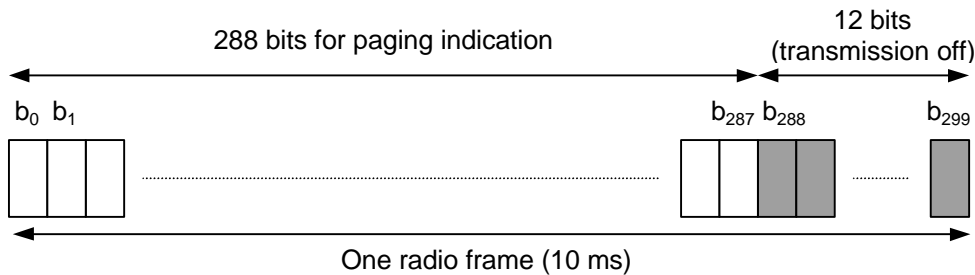 288 bits for paging indication
12 bits
(transmission off)
b0 b1 b287 b288 b299
One radio frame (10 ms)